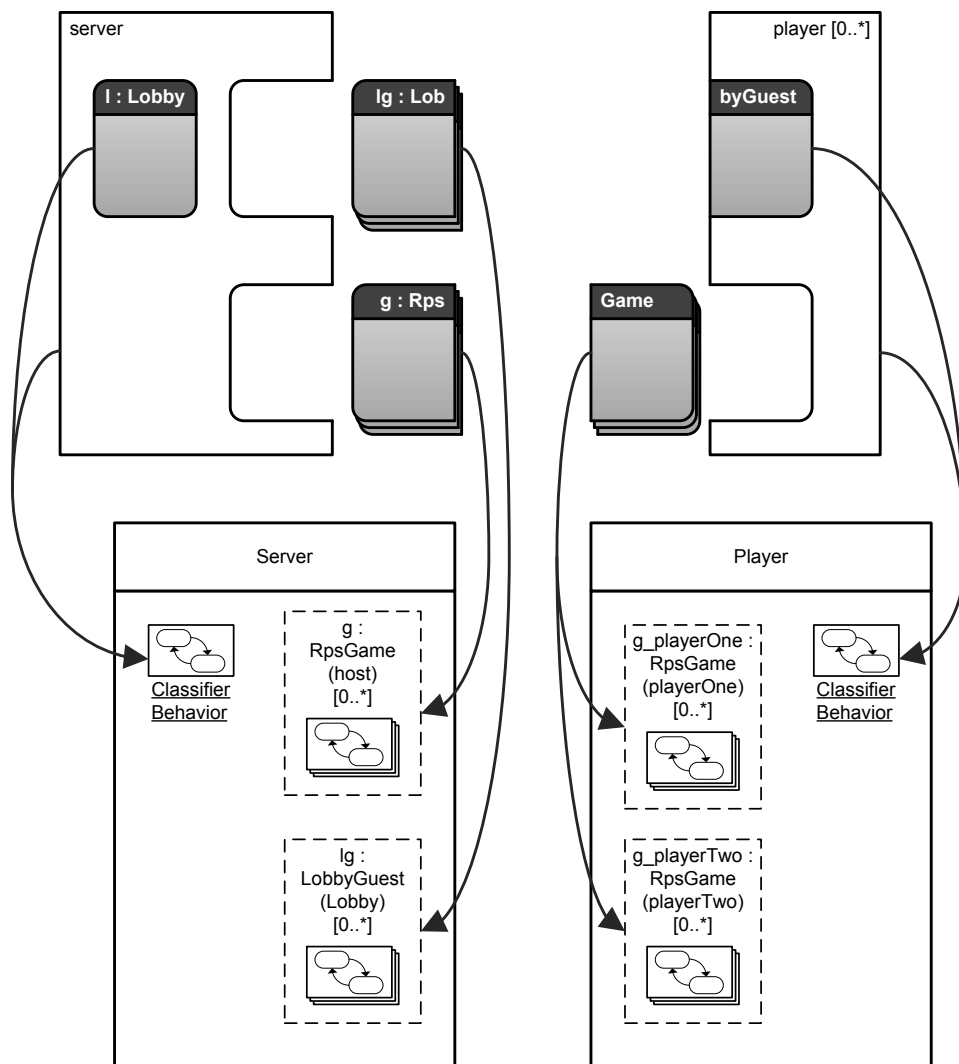 server
player [0..*]
l : Lobby
lg : Lob
byGuest
g : Rps
Game
Server
Player
Classifier
Behavior
g :
RpsGame
(host)
[0..*]
lg :
LobbyGuest
(Lobby)
[0..*]
g_playerOne :
RpsGame
(playerOne)
[0..*]
g_playerTwo :
RpsGame
(playerTwo)
[0..*]
Classifier
Behavior